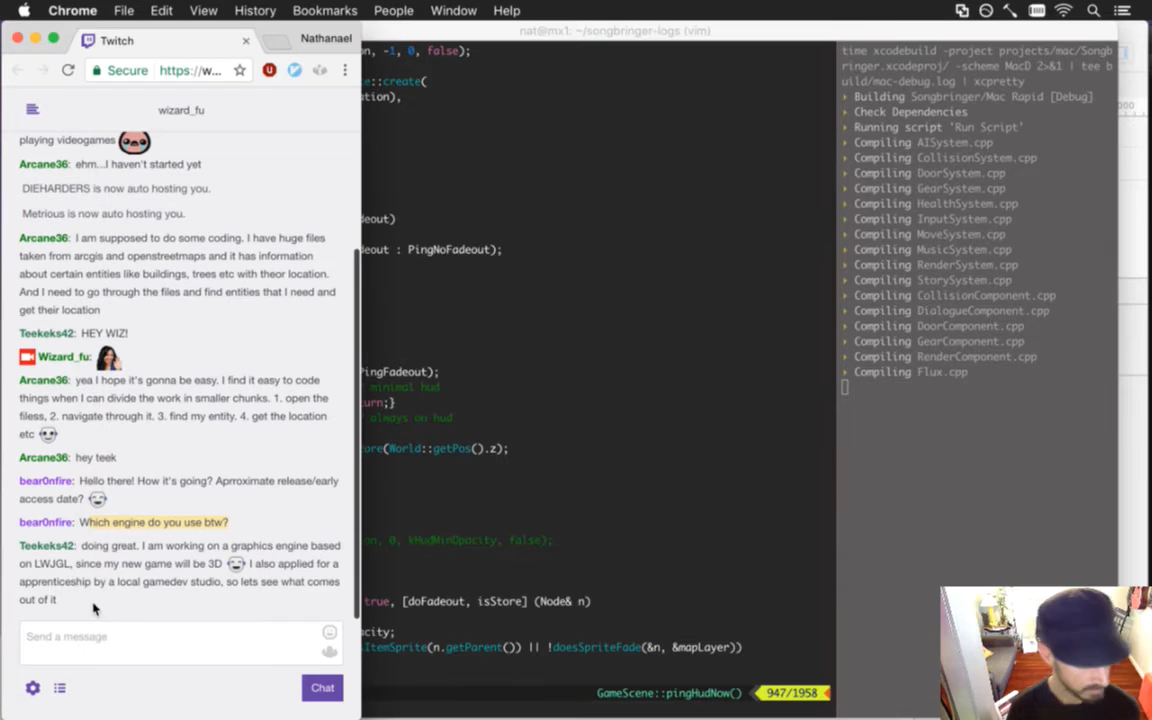 Chrome File Edit View History Bookmarks People Window Help
nat@mx1: ~/songbringer-logs (vim)
Twitch
Nathanael
Secure https://w...
wizard_fu
playing videogames
Arcane36: ehm...I haven't started yet
DIEHARDERS is now auto hosting you.
Metrious is now auto hosting you.
Arcane36: I am supposed to do some coding. I have huge files
taken from arcgis and openstreetmaps and it has information
about certain entities like buildings, trees etc with theor location.
And I need to go through the files and find entities that I need and
get their location
Teekeks42: HEY WIZ!
Wizard_fu:
Arcane36: yea I hope it's gonna be easy. I find it easy to code
things when I can divide the work in smaller chunks. 1. open the
filess, 2. navigate through it. 3. find my entity. 4. get the location
etc
Arcane36: hey teek
bear0nfire: Hello there! How it's going? Aprroximate release/early
access date?
bear0nfire: Which engine do you use btw?
Teekeks42: doing great. I am working on a graphics engine based
on LWJGL, since my new game will be 3D I also applied for a
apprenticeship by a local gamedev studio, so lets see what comes
out of it
Send a message
Chat
on, -1, 0, false);
::create(
ation),
eout)
eout : PingNoFadeout);
PingFadeout);
minimal hud
urn;}
always on hud
ore(World::getPos().z);
on, 0, kHudMinOpacity, false);
true, [doFadeout, isStore] (Node& n)
city;
ItemSprite(n.getParent()) || !doesSpriteFade(&n, &mapLayer))
GameScene::pingHudNow() 947/1958
time xcodebuild -project projects/mac/Songb
ringer.xcodeproj/ -scheme MacD 2>&1 | tee b
uild/mac-debug.log | xcpretty
Building Songbringer/Mac Rapid [Debug]
Check Dependencies
Running script 'Run Script'
Compiling AISystem.cpp
Compiling CollisionSystem.cpp
Compiling DoorSystem.cpp
Compiling GearSystem.cpp
Compiling HealthSystem.cpp
Compiling InputSystem.cpp
Compiling MoveSystem.cpp
Compiling MusicSystem.cpp
Compiling RenderSystem.cpp
Compiling StorySystem.cpp
Compiling CollisionComponent.cpp
Compiling DialogueComponent.cpp
Compiling DoorComponent.cpp
Compiling GearComponent.cpp
Compiling RenderComponent.cpp
Compiling Flux.cpp